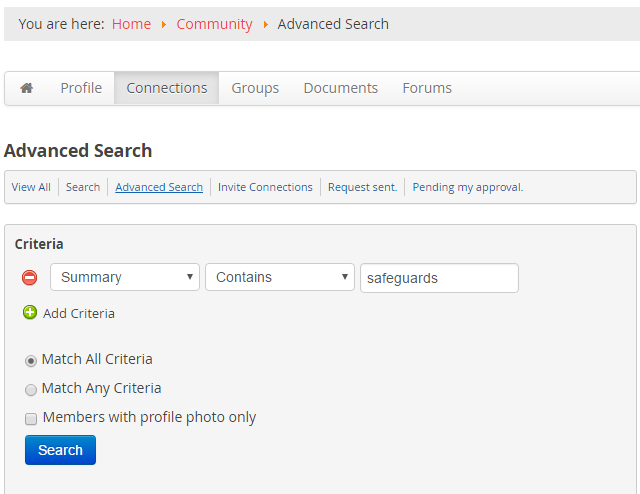 You are here: Home Community Advanced Search
Profile Connections Groups Documents Forums
Advanced Search
View All Search Advanced Search Invite Connections Request sent. Pending my approval.
Criteria
Summary Contains safeguards
Add Criteria
Match All Criteria
Match Any Criteria
Members with profile photo only
Search